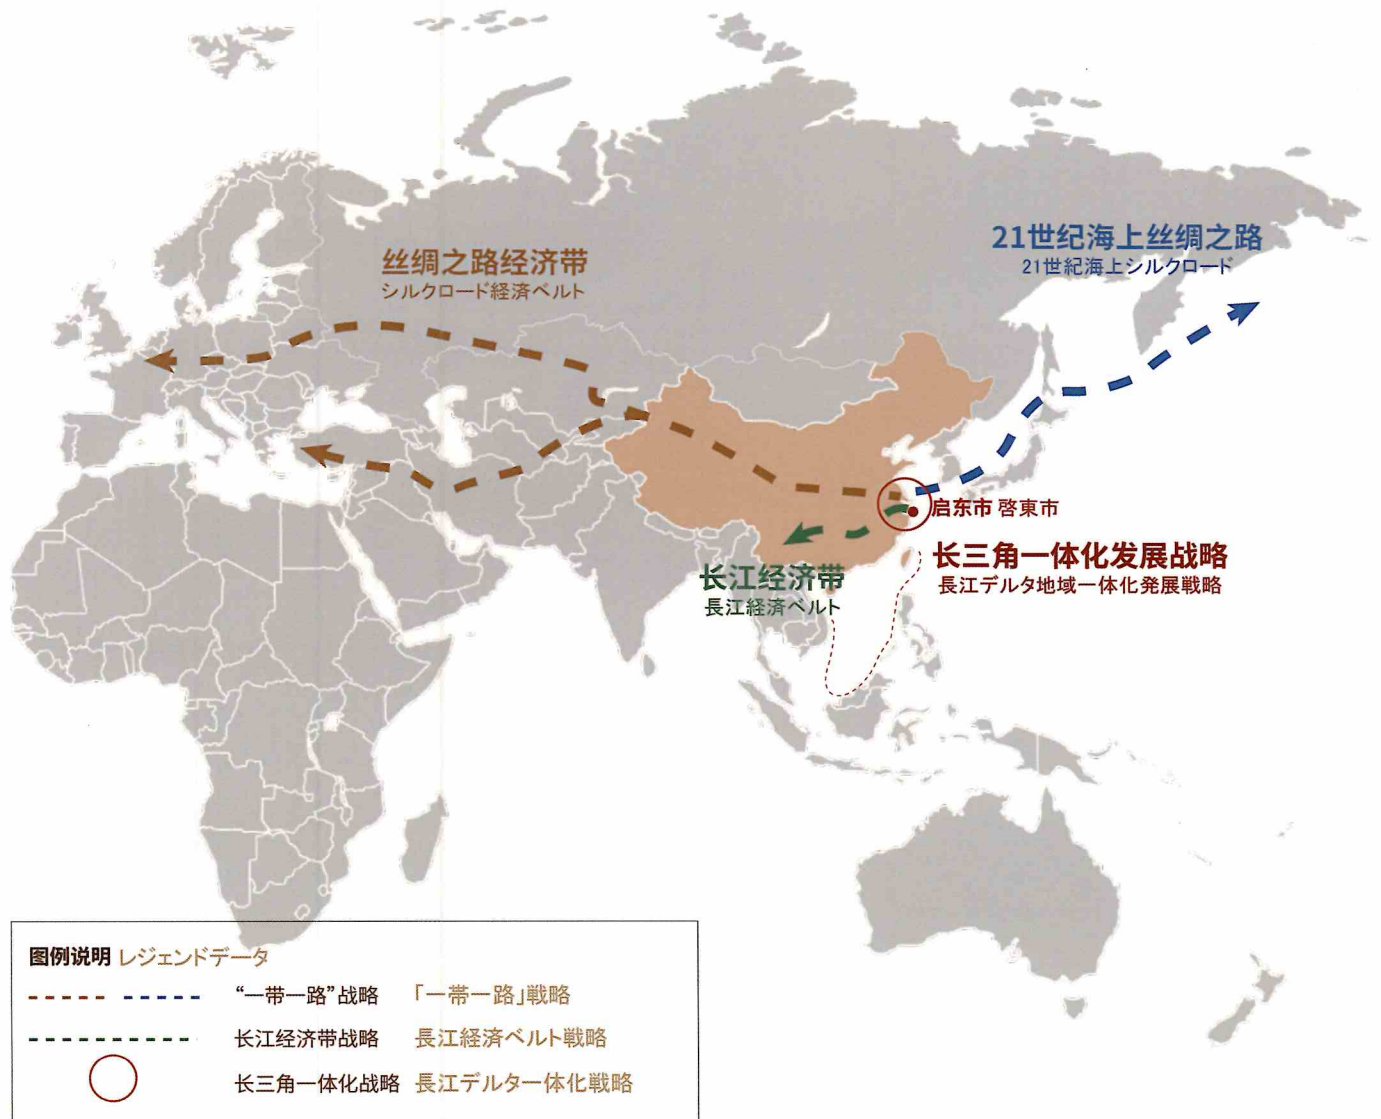 21世纪海上丝绸之路
21世紀海上シルクロード
丝绸之路经济带
シルクロード経済ベルト
启东市 啓東市
长三角一体化发展战略
長江デルタ地域一体化発展戦略
长江经济带
長江経済ベルト
图例说明 レジェンドデータ
“一带一路”战略 「一帯一路」戦略
长江经济带战略 長江経済ベルト戦略
长三角一体化战略 長江デルター体化戦略